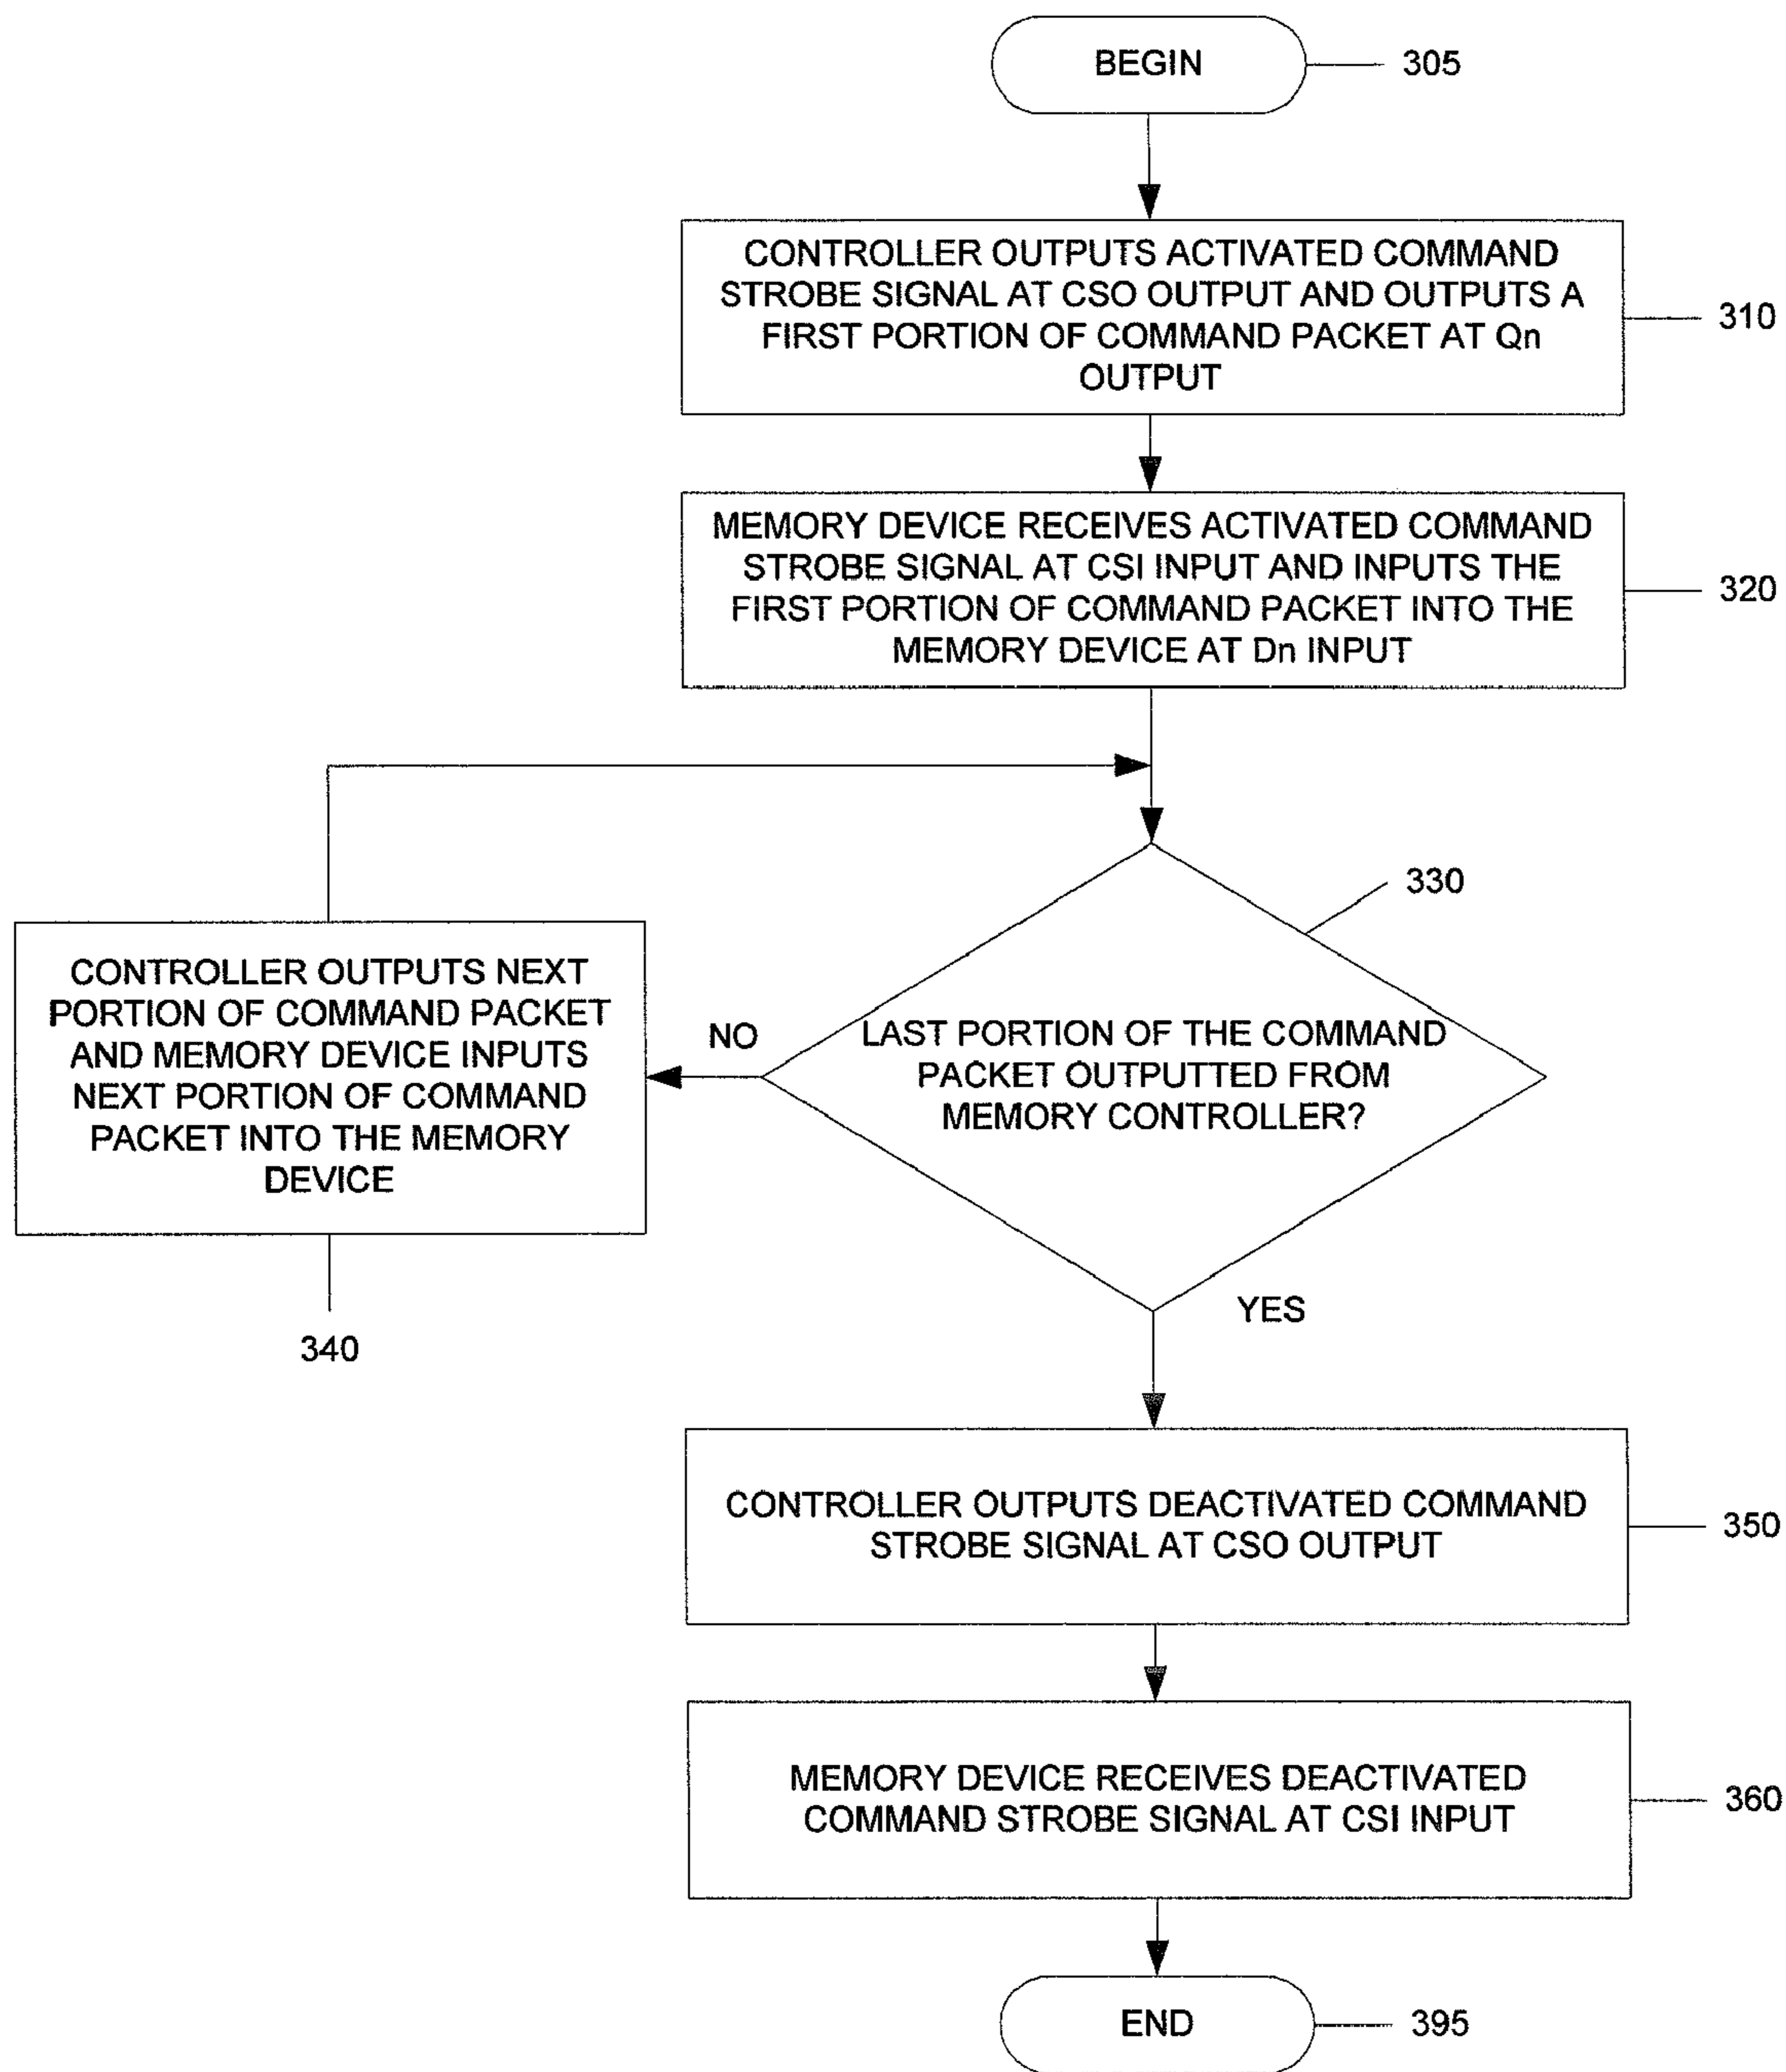 BEGIN
305
CONTROLLER OUTPUTS ACTIVATED COMMAND
STROBE SIGNAL AT CSO OUTPUT AND OUTPUTS A
FIRST PORTION OF COMMAND PACKET AT Qn
OUTPUT
310
MEMORY DEVICE RECEIVES ACTIVATED COMMAND
STROBE SIGNAL AT CSI INPUT AND INPUTS THE
FIRST PORTION OF COMMAND PACKET INTO THE
MEMORY DEVICE AT Dn INPUT
320
330
LAST PORTION OF THE COMMAND
PACKET OUTPUTTED FROM
MEMORY CONTROLLER?
NO
CONTROLLER OUTPUTS NEXT
PORTION OF COMMAND PACKET
AND MEMORY DEVICE INPUTS
NEXT PORTION OF COMMAND
PACKET INTO THE MEMORY
DEVICE
340
YES
CONTROLLER OUTPUTS DEACTIVATED COMMAND
STROBE SIGNAL AT CSO OUTPUT
350
MEMORY DEVICE RECEIVES DEACTIVATED
COMMAND STROBE SIGNAL AT CSI INPUT
360
END
395